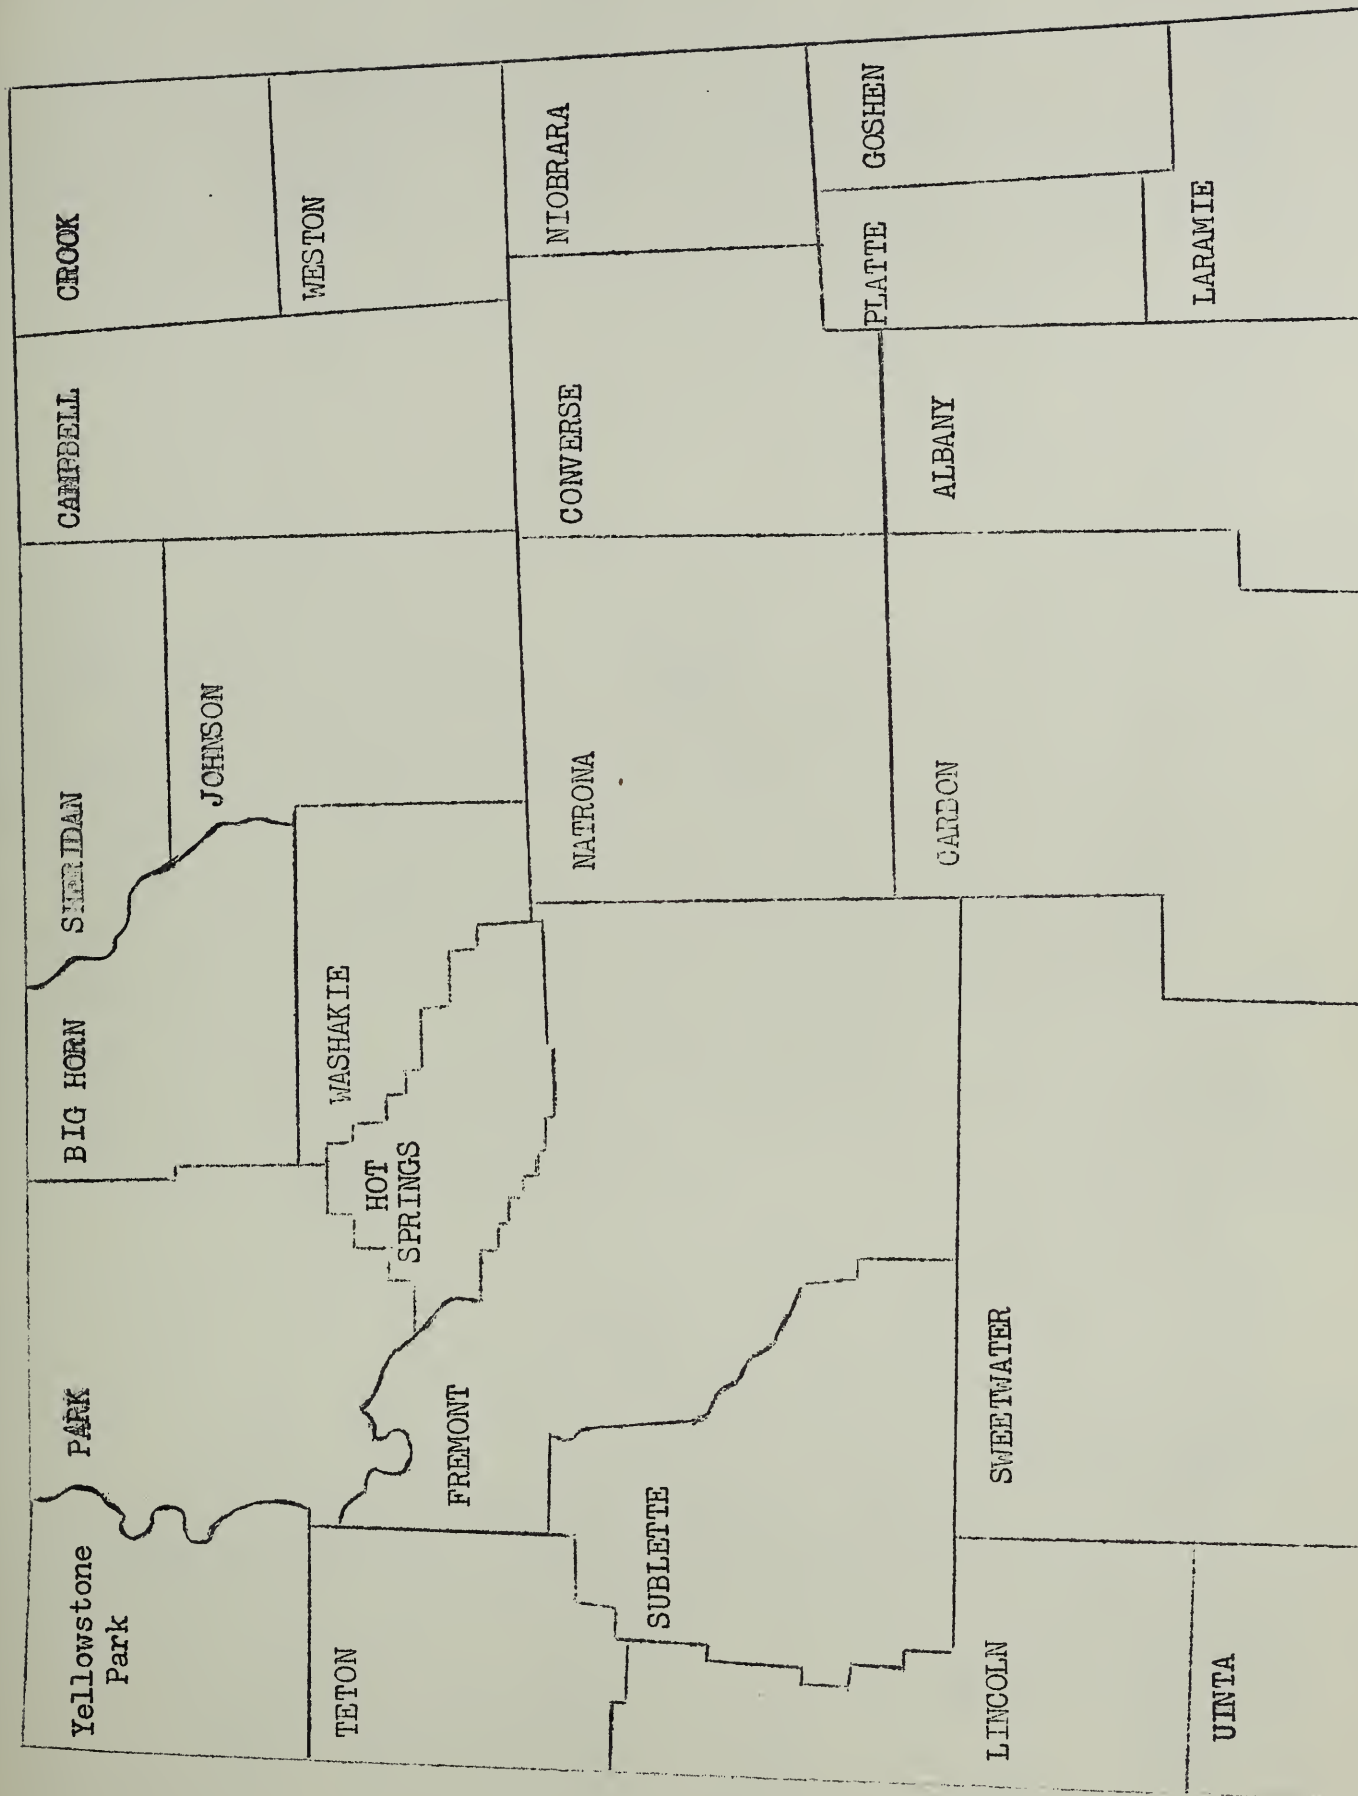 Yellowstone
Park
PARK
BIG HORN
SHERIDAN
CAMPBELL
CROOK
JOHNSON
WESTON
TETON
WASHAKIE
HOT
SPRINGS
FREMONT
SUBLETTE
NATRONA
CONVERSE
NIOBRARA
PLATTE
GOSHEN
LINCOLN
SWEETWATER
CARBON
ALBANY
LARAMIE
UINTA